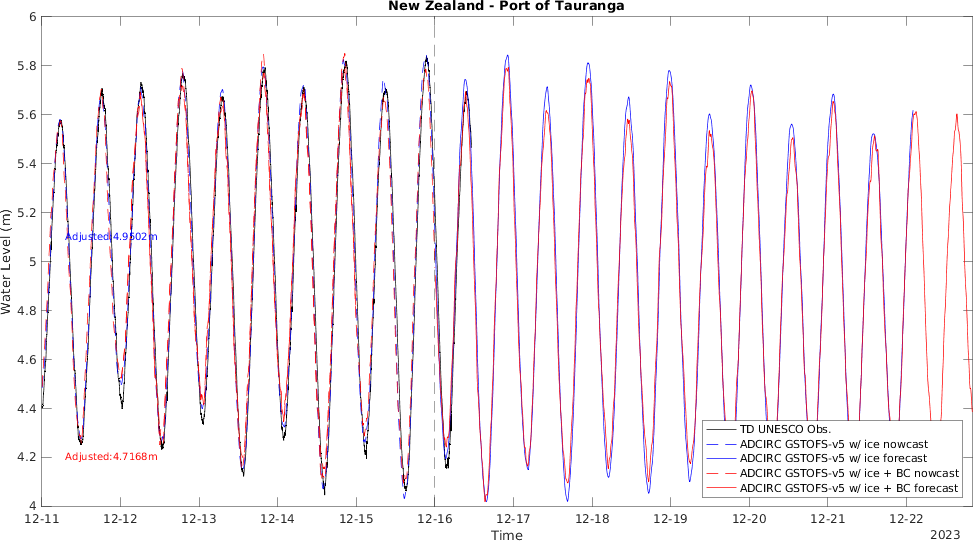 New Zealand - Port of Tauranga
6
5.8
5.6
5.4
5.2
5
4.8
4.6
4.4
4.2
4
Water Level (m)
Adjusted:4.9502m
Adjusted:4.7168m
TD UNESCO Obs.
ADCIRC GSTOFS-v5 w/ ice nowcast
ADCIRC GSTOFS-v5 w/ ice forecast
ADCIRC GSTOFS-v5 w/ ice + BC nowcast
ADCIRC GSTOFS-v5 w/ ice + BC forecast
12-11 12-12 12-13 12-14 12-15 12-16 12-17 12-18 12-19 12-20 12-21 12-22
Time
2023